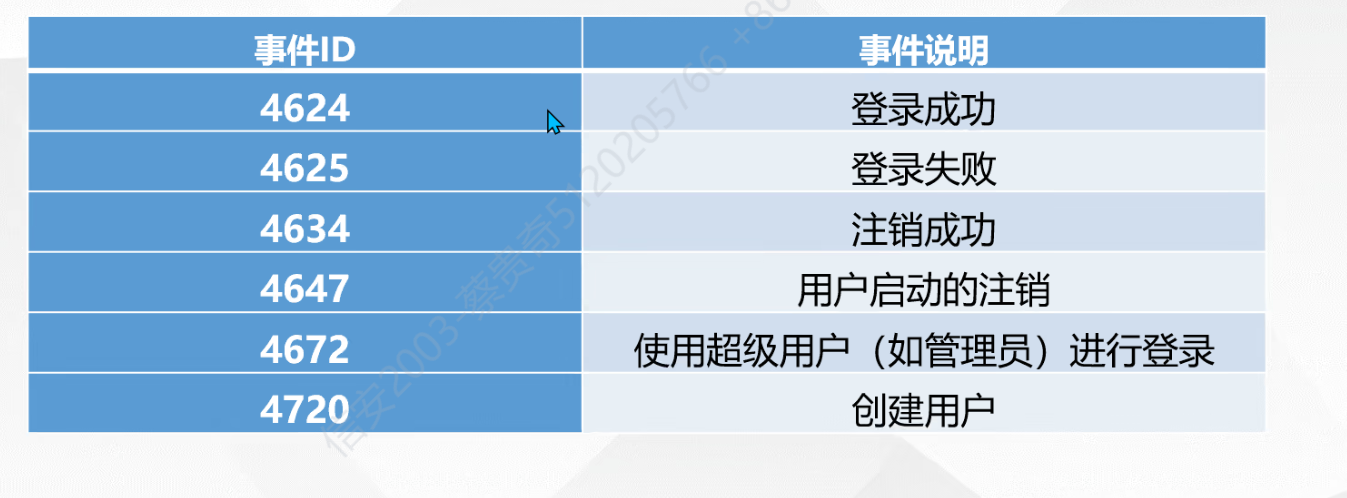 事件ID 事件说明
4624 登录成功
4625 登录失败
4634 注销成功
4647 用户启动的注销
4672 使用超级用户（如管理员）进行登录
4720 创建用户
信安2003-蔡贵奇5120205766 +86